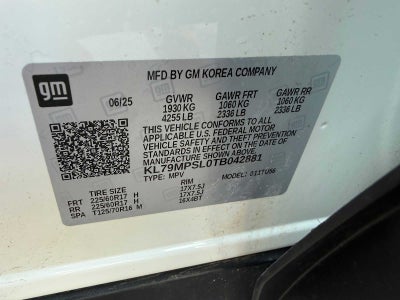 gm
MFD BY GM KOREA COMPANY
06/25 GVWR GAWR FRT GAWR RR
1930 KG 1060 KG 1060 KG
4255 LB 2336 LB 2336 LB
THIS VEHICLE CONFORMS TO ALL
APPLICABLE U.S. FEDERAL MOTOR
VEHICLE SAFETY AND THEFT PREVENTION
STANDARDS IN EFFECT ON THE DATE OF
MANUFACTURE SHOWN ABOVE.
KL79MPSL0TB042881
TYPE: MPV MODEL:
RIM
FRT 225/60R17 H 17X7.5J
RR 225/60R17 H 17X7.5J
SPA T125/70R16 M 16X4BT